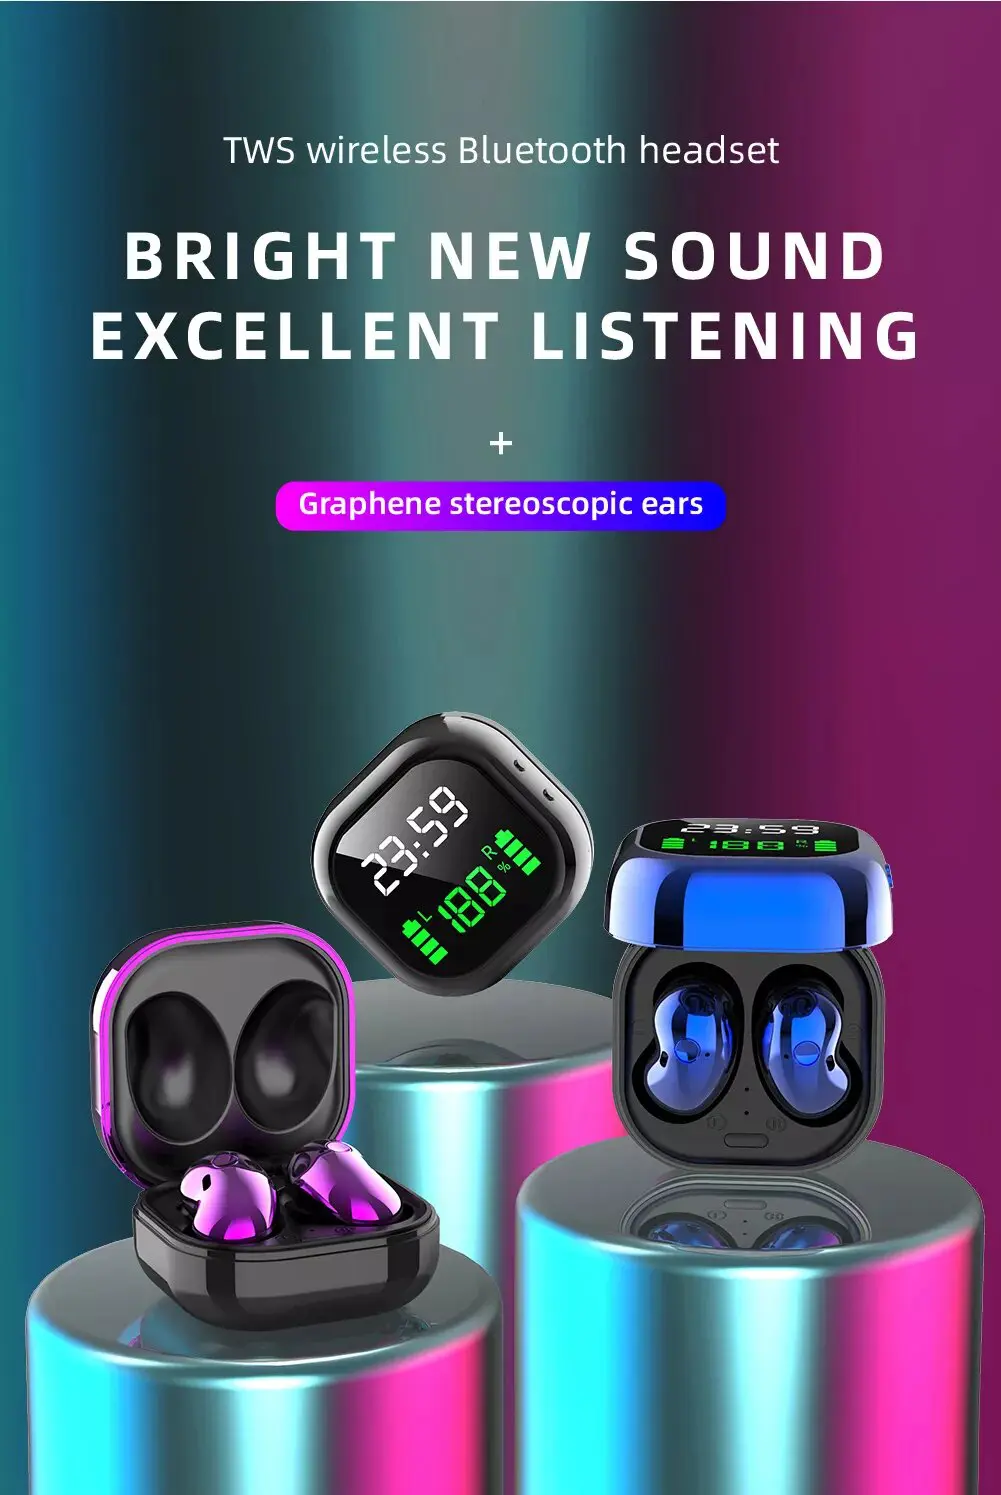 TWS wireless Bluetooth headset
BRIGHT NEW SOUND
EXCELLENT LISTENING
+
Graphene stereoscopic ears
23:59
L 188 % R
23:59
L 188 % R